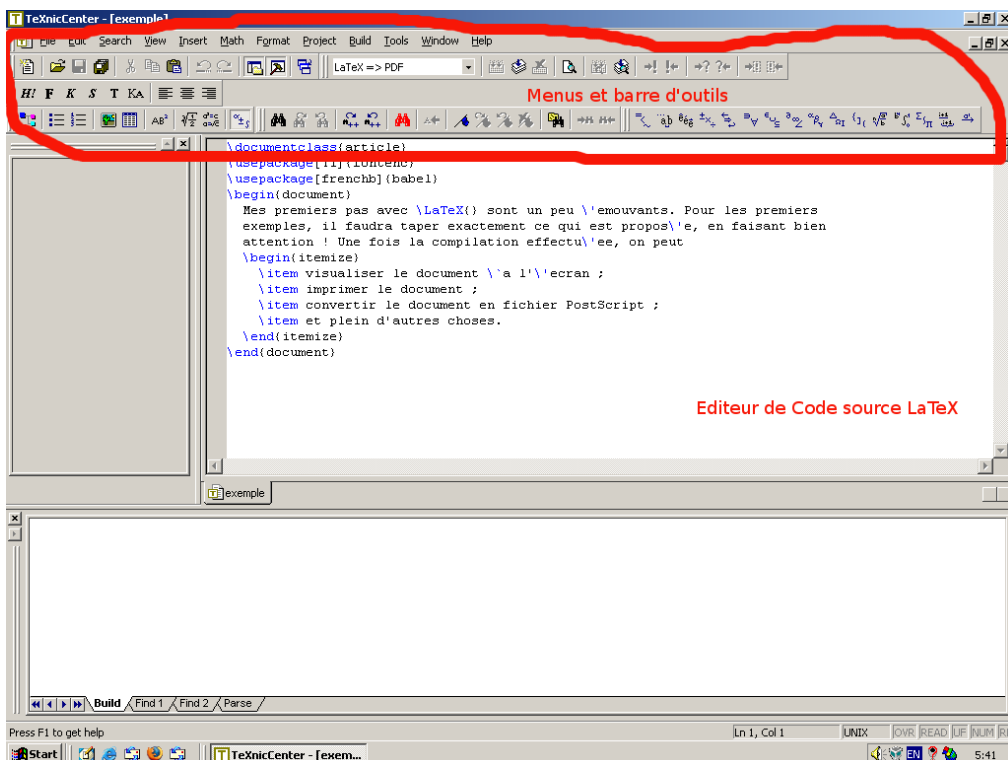 TeXnicCenter - [exemple]
File Edit Search View Insert Math Format Project Build Tools Window Help
LaTeX => PDF
H! F K S T KA
Menus et barre d'outils
\documentclass{article}
\usepackage[T1]{fontenc}
\usepackage[frenchb]{babel}
\begin{document}
Mes premiers pas avec \LaTeX{} sont un peu \'emouvants. Pour les premiers
exemples, il faudra taper exactement ce qui est propos\'e, en faisant bien
attention ! Une fois la compilation effectu\'ee, on peut
\begin{itemize}
\item visualiser le document \`a l'\'ecran ;
\item imprimer le document ;
\item convertir le document en fichier PostScript ;
\item et plein d'autres choses.
\end{itemize}
\end{document}
Editeur de Code source LaTeX
exemple
Build Find 1 Find 2 Parse
Press F1 to get help Ln 1, Col 1 UNIX OVR READ UF NUM
Start TeXnicCenter - [exem... EN 5:41